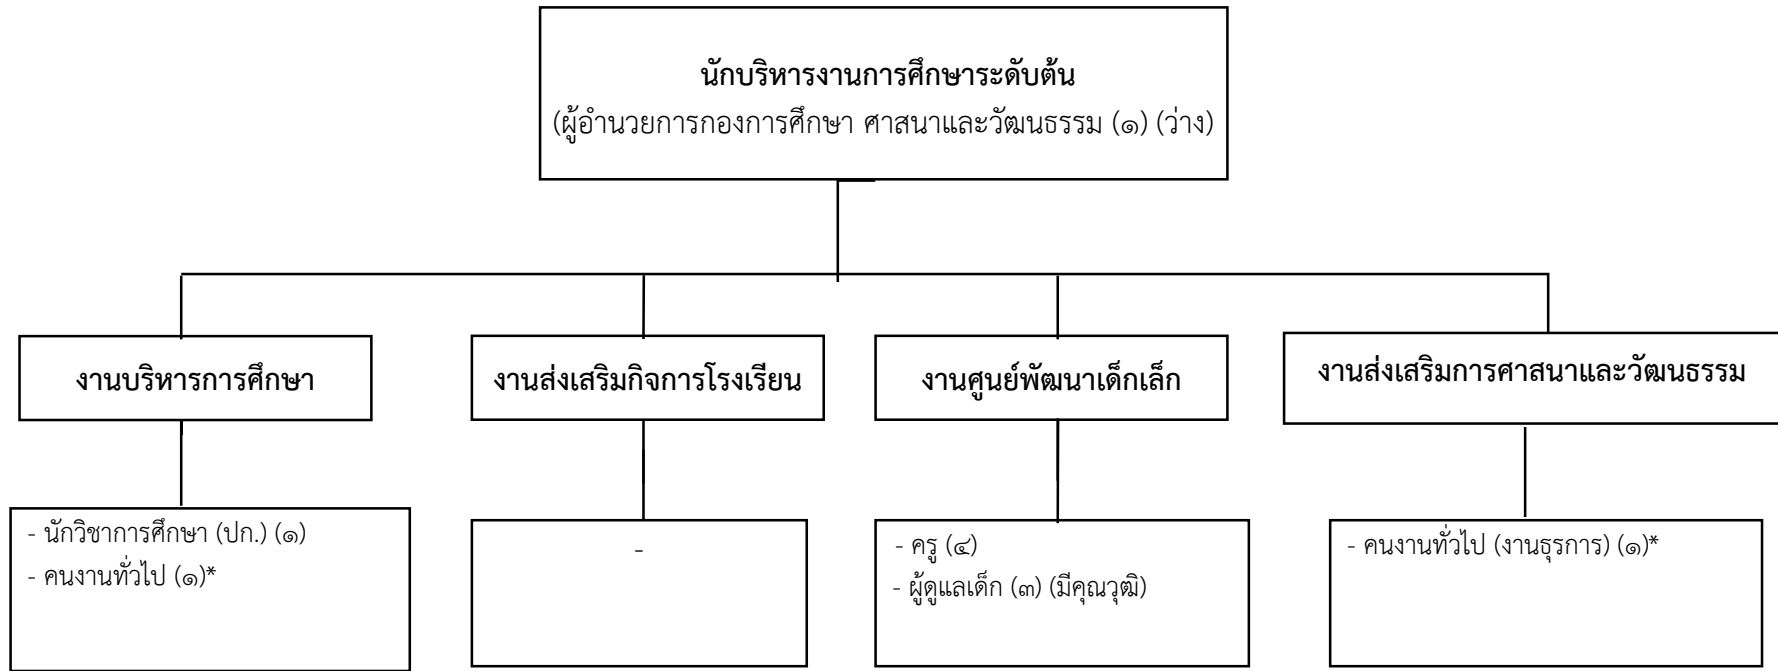 นักบริหารงานการศึกษาระดับต้น
(ผู้อำนวยการกองการศึกษา ศาสนาและวัฒนธรรม (๑) (ว่าง)
งานบริหารการศึกษา
งานส่งเสริมกิจการโรงเรียน
งานศูนย์พัฒนาเด็กเล็ก
งานส่งเสริมการศาสนาและวัฒนธรรม
- นักวิชาการศึกษา (ปก.) (๑)
- คนงานทั่วไป (๑)*
-
- ครู (๔)
- ผู้ดูแลเด็ก (๓) (มีคุณวุฒิ)
- คนงานทั่วไป (งานธุรการ) (๑)*